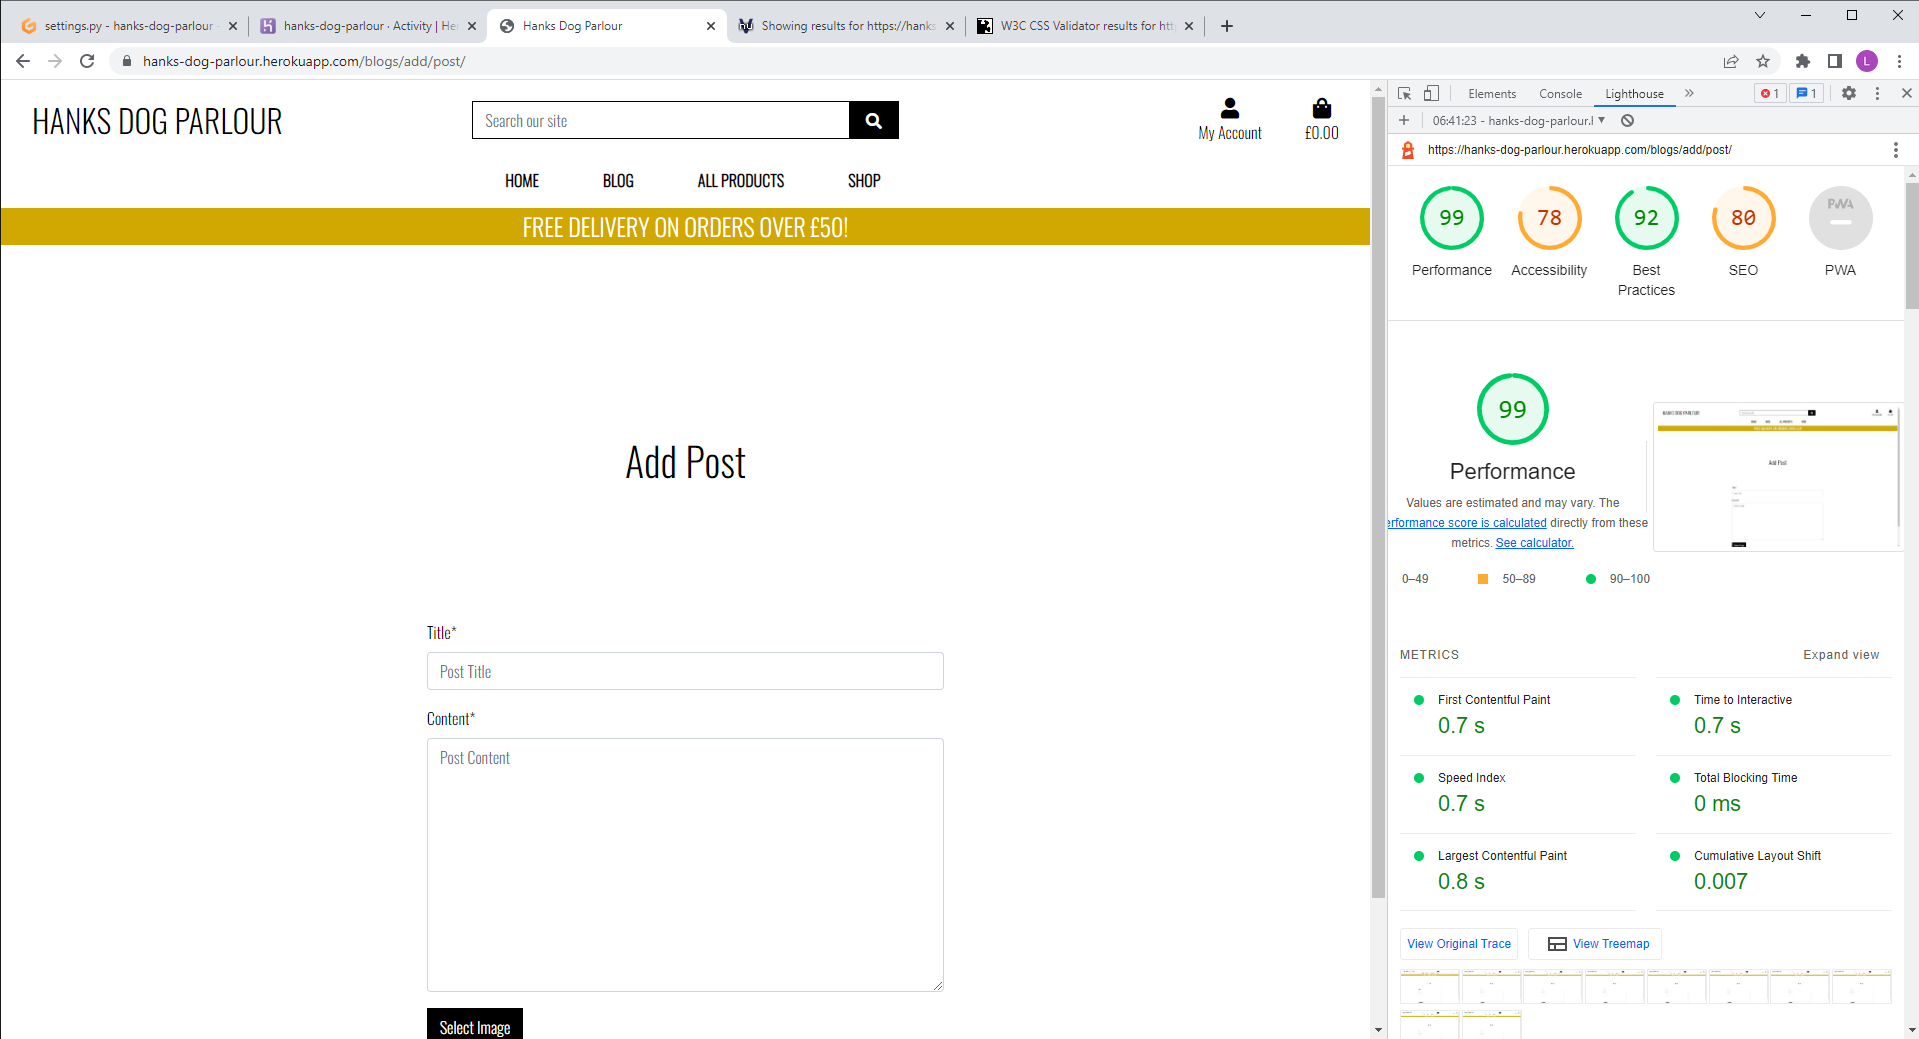 settings.py - hanks-dog-parlour
hanks-dog-parlour · Activity | He
Hanks Dog Parlour
Showing results for https://hanks
W3C CSS Validator results for htt
hanks-dog-parlour.herokuapp.com/blogs/add/post/
L
HANKS DOG PARLOUR
Search our site
My Account
£0.00
HOME
BLOG
ALL PRODUCTS
SHOP
FREE DELIVERY ON ORDERS OVER £50!
Add Post
Title*
Post Title
Content*
Post Content
Select Image
Elements
Console
Lighthouse
1
1
06:41:23 - hanks-dog-parlour.
https://hanks-dog-parlour.herokuapp.com/blogs/add/post/
99
78
92
80
PWA
Performance
Accessibility
Best
Practices
SEO
PWA
99
Performance
Values are estimated and may vary. The
erformance score is calculated directly from these
metrics. See calculator.
0–49
50–89
90–100
METRICS
Expand view
First Contentful Paint
0.7 s
Time to Interactive
0.7 s
Speed Index
0.7 s
Total Blocking Time
0 ms
Largest Contentful Paint
0.8 s
Cumulative Layout Shift
0.007
View Original Trace
View Treemap
HANKS DOG PARLOUR
Add Post